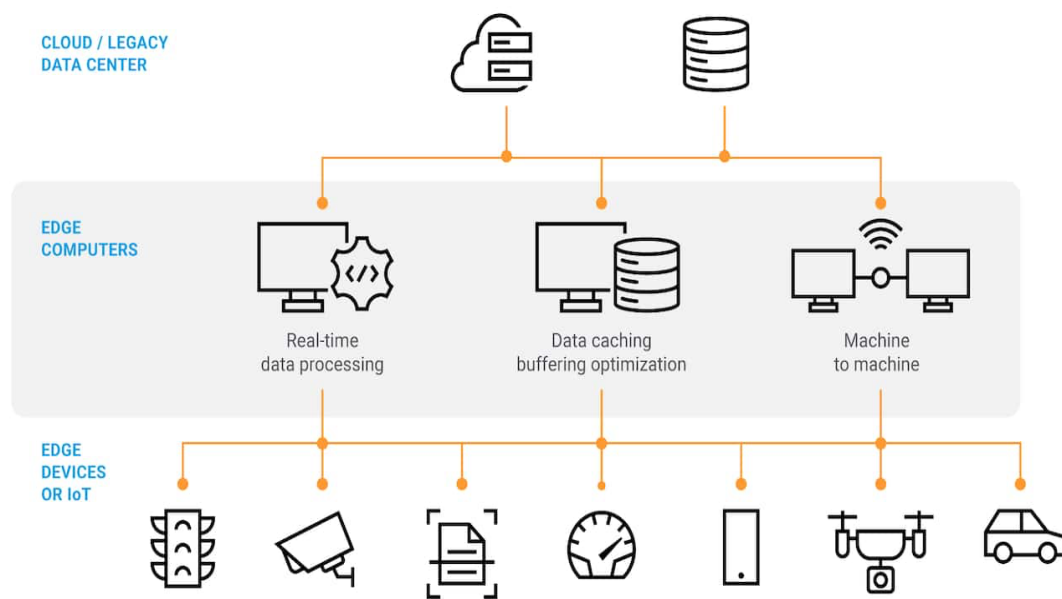 CLOUD / LEGACY
DATA CENTER
EDGE
COMPUTERS
</>
Real-time
data processing
Data caching
buffering optimization
Machine
to machine
EDGE
DEVICES
OR IoT